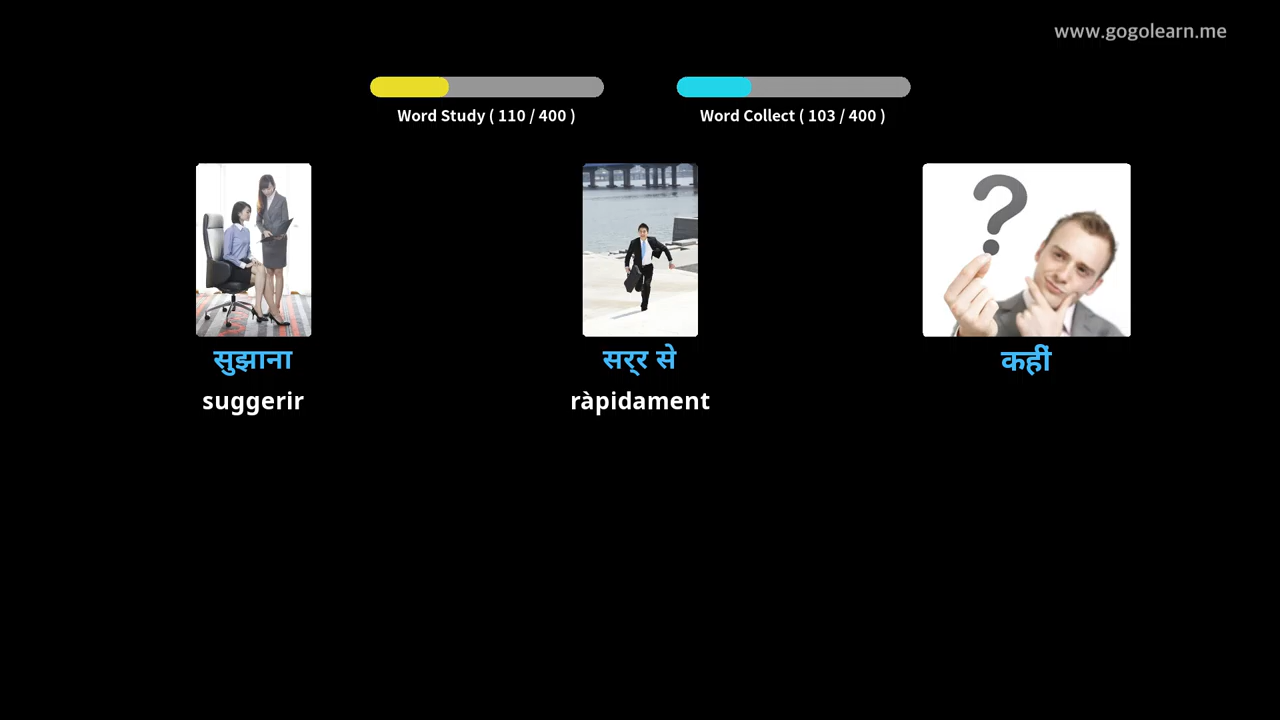 www.gogolearn.me
Word Study ( 110 / 400 )
Word Collect ( 103 / 400 )
सुझाना
सर्र से
कहीं
suggerir
ràpidament